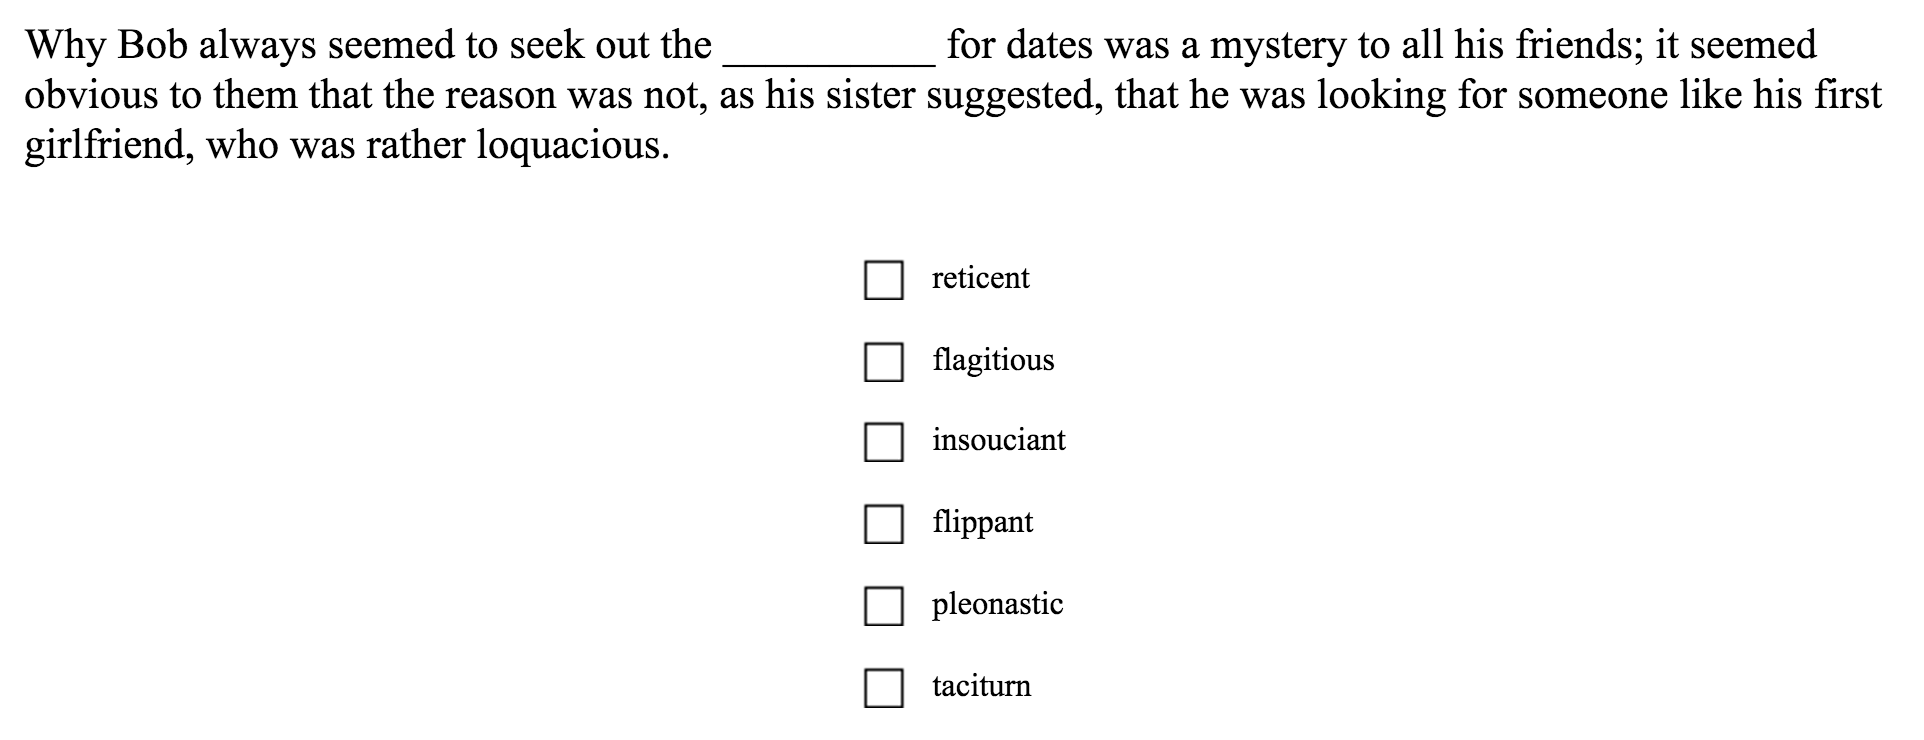 Why Bob always seemed to seek out the __________ for dates was a mystery to all his friends; it seemed
obvious to them that the reason was not, as his sister suggested, that he was looking for someone like his first
girlfriend, who was rather loquacious.
reticent
flagitious
insouciant
flippant
pleonastic
taciturn